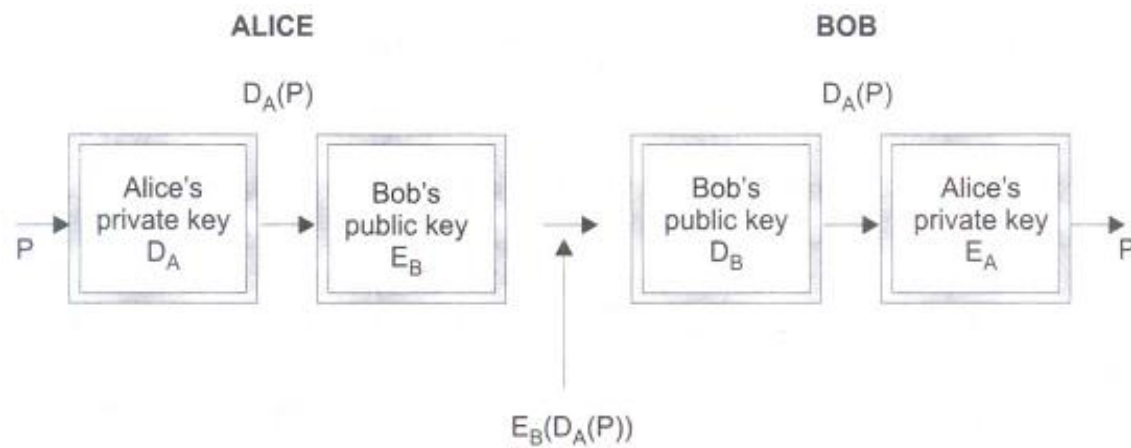 ALICE
BOB
D_A(P)
D_A(P)
P
Alice's
private key
D_A
Bob's
public key
E_B
Bob's
public key
D_B
Alice's
private key
E_A
P
E_B(D_A(P))